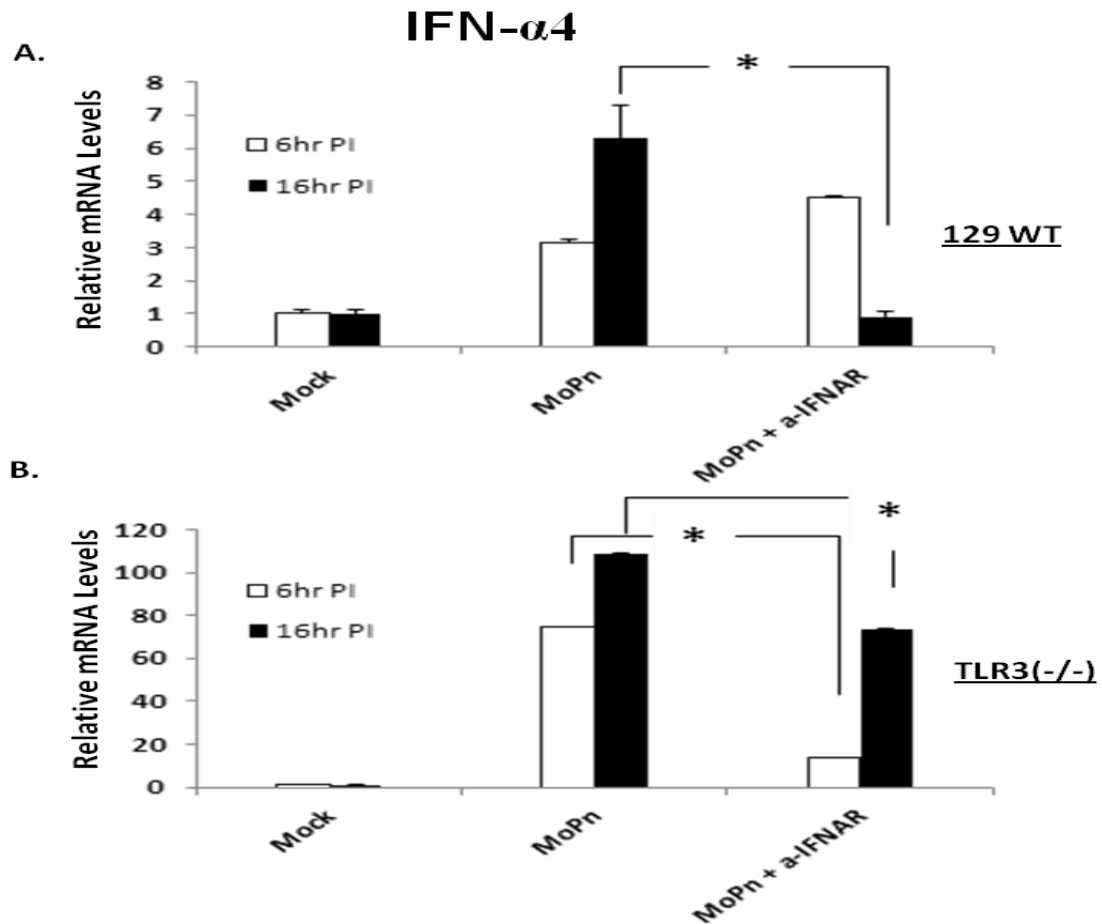 IFN-α4
A.
Relative mRNA Levels
8
7
6
5
4
3
2
1
0
6hr PI
16hr PI
*
129 WT
Mock
MoPn
MoPn + a-IFNAR
B.
Relative mRNA Levels
120
100
80
60
40
20
0
6hr PI
16hr PI
*
*
TLR3(-/-)
Mock
MoPn
MoPn + a-IFNAR